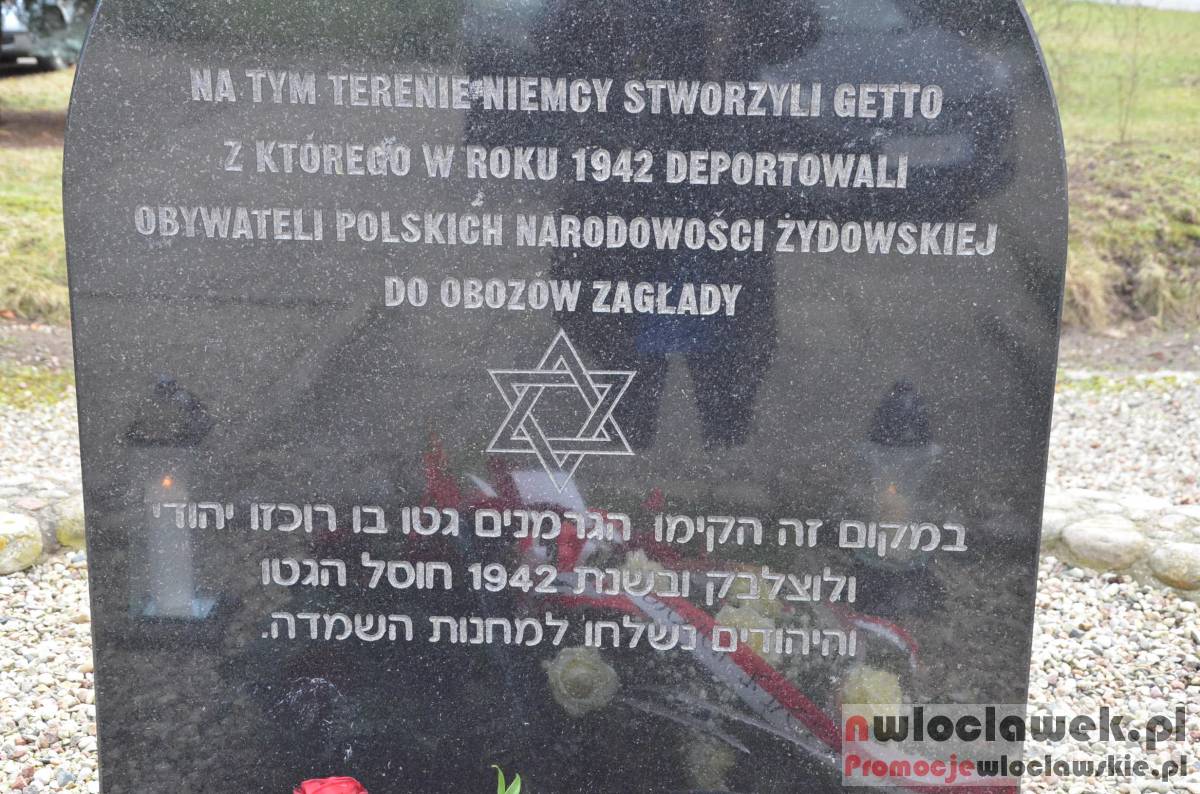 NA TYM TERENIE NIEMCY STWORZYLI GETTO
Z KTÓREGO W ROKU 1942 DEPORTOWALI
OBYWATELI POLSKICH NARODOWOŚCI ŻYDOWSKIEJ
DO OBOZÓW ZAGŁADY
במקום זה הקימו הגרמנים גטו בו רוכזו יהודי
ולוצלבק ובשנת 1942 חוסל הגטו
והיהודים נשלחו למחנות השמדה.
nwloclawek.pl
Promocjewloclawskie.pl